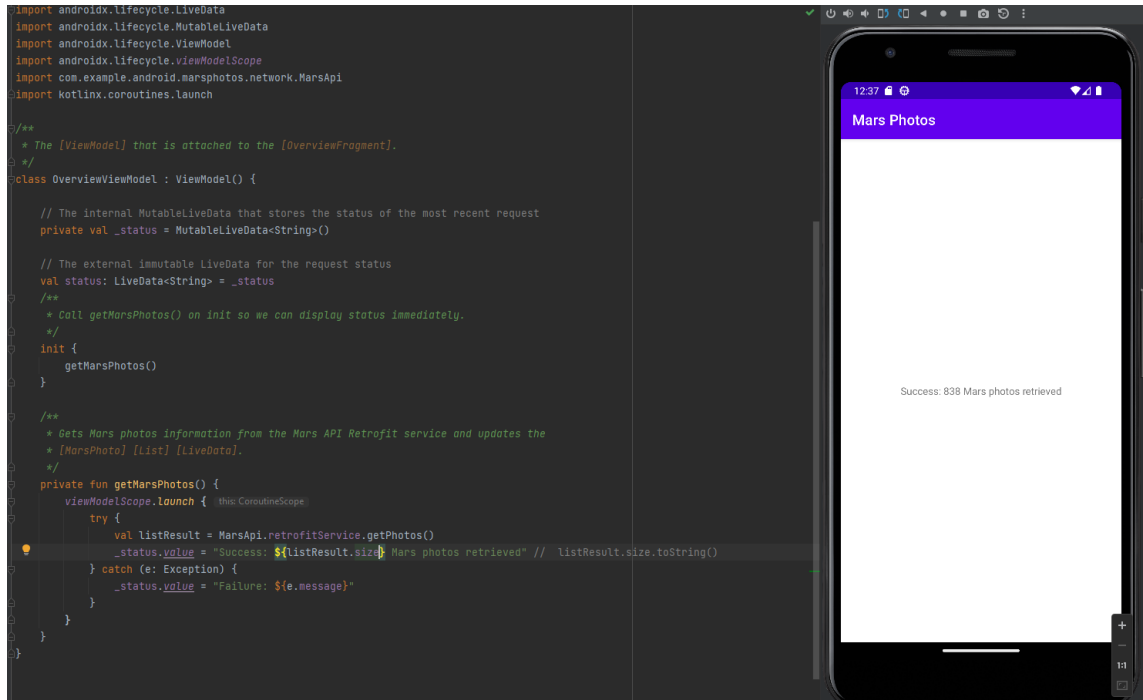 import androidx.lifecycle.LiveData
import androidx.lifecycle.MutableLiveData
import androidx.lifecycle.ViewModel
import androidx.lifecycle.viewModelScope
import com.example.android.marsphotos.network.MarsApi
import kotlinx.coroutines.launch
/**
* The [ViewModel] that is attached to the [OverviewFragment].
*/
class OverviewViewModel : ViewModel() {
// The internal MutableLiveData that stores the status of the most recent request
private val _status = MutableLiveData<String>()
// The external immutable LiveData for the request status
val status: LiveData<String> = _status
/**
* Call getMarsPhotos() on init so we can display status immediately.
*/
init {
getMarsPhotos()
}
/**
* Gets Mars photos information from the Mars API Retrofit service and updates the
* [MarsPhoto] [List] [LiveData].
*/
private fun getMarsPhotos() {
viewModelScope.launch { this: CoroutineScope
try {
val listResult = MarsApi.retrofitService.getPhotos()
_status.value = "Success: ${listResult.size} Mars photos retrieved" // listResult.size.toString()
} catch (e: Exception) {
_status.value = "Failure: ${e.message}"
}
}
}
}
12:37
Mars Photos
Success: 838 Mars photos retrieved
1:1